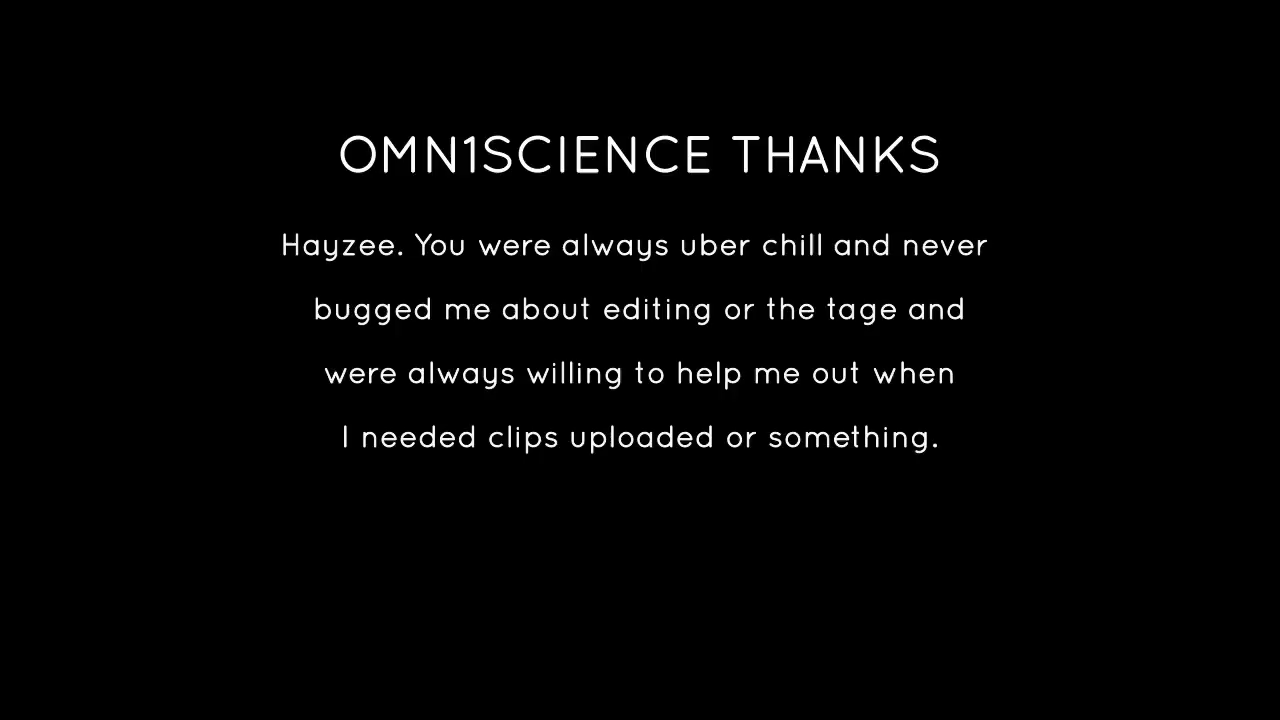 OMN1SCIENCE THANKS
Hayzee. You were always uber chill and never
bugged me about editing or the tage and
were always willing to help me out when
I needed clips uploaded or something.